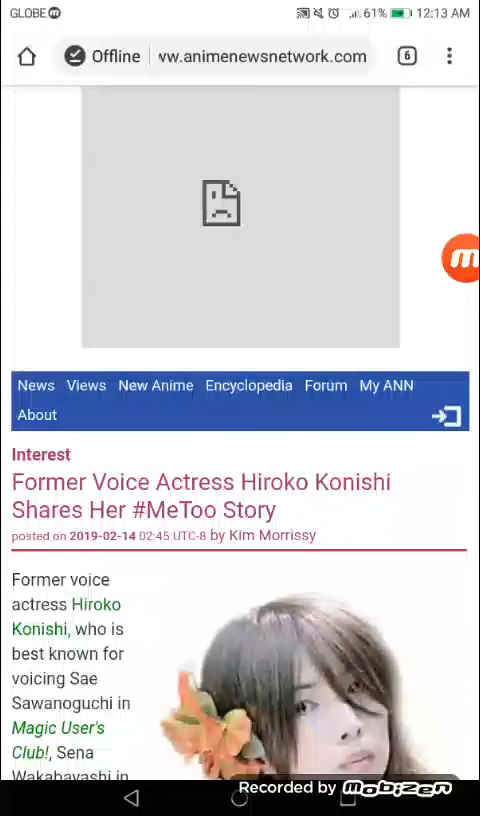 GLOBE m 61% 12:13 AM
Offline vw.animenewsnetwork.com 6
m
News Views New Anime Encyclopedia Forum My ANN
About
Interest
Former Voice Actress Hiroko Konishi
Shares Her #MeToo Story
posted on 2019-02-14 02:45 UTC-8 by Kim Morrissy
Former voice
actress Hiroko
Konishi, who is
best known for
voicing Sae
Sawanoguchi in
Magic User's
Club!, Sena
Wakabayashi in
Recorded by mobizen